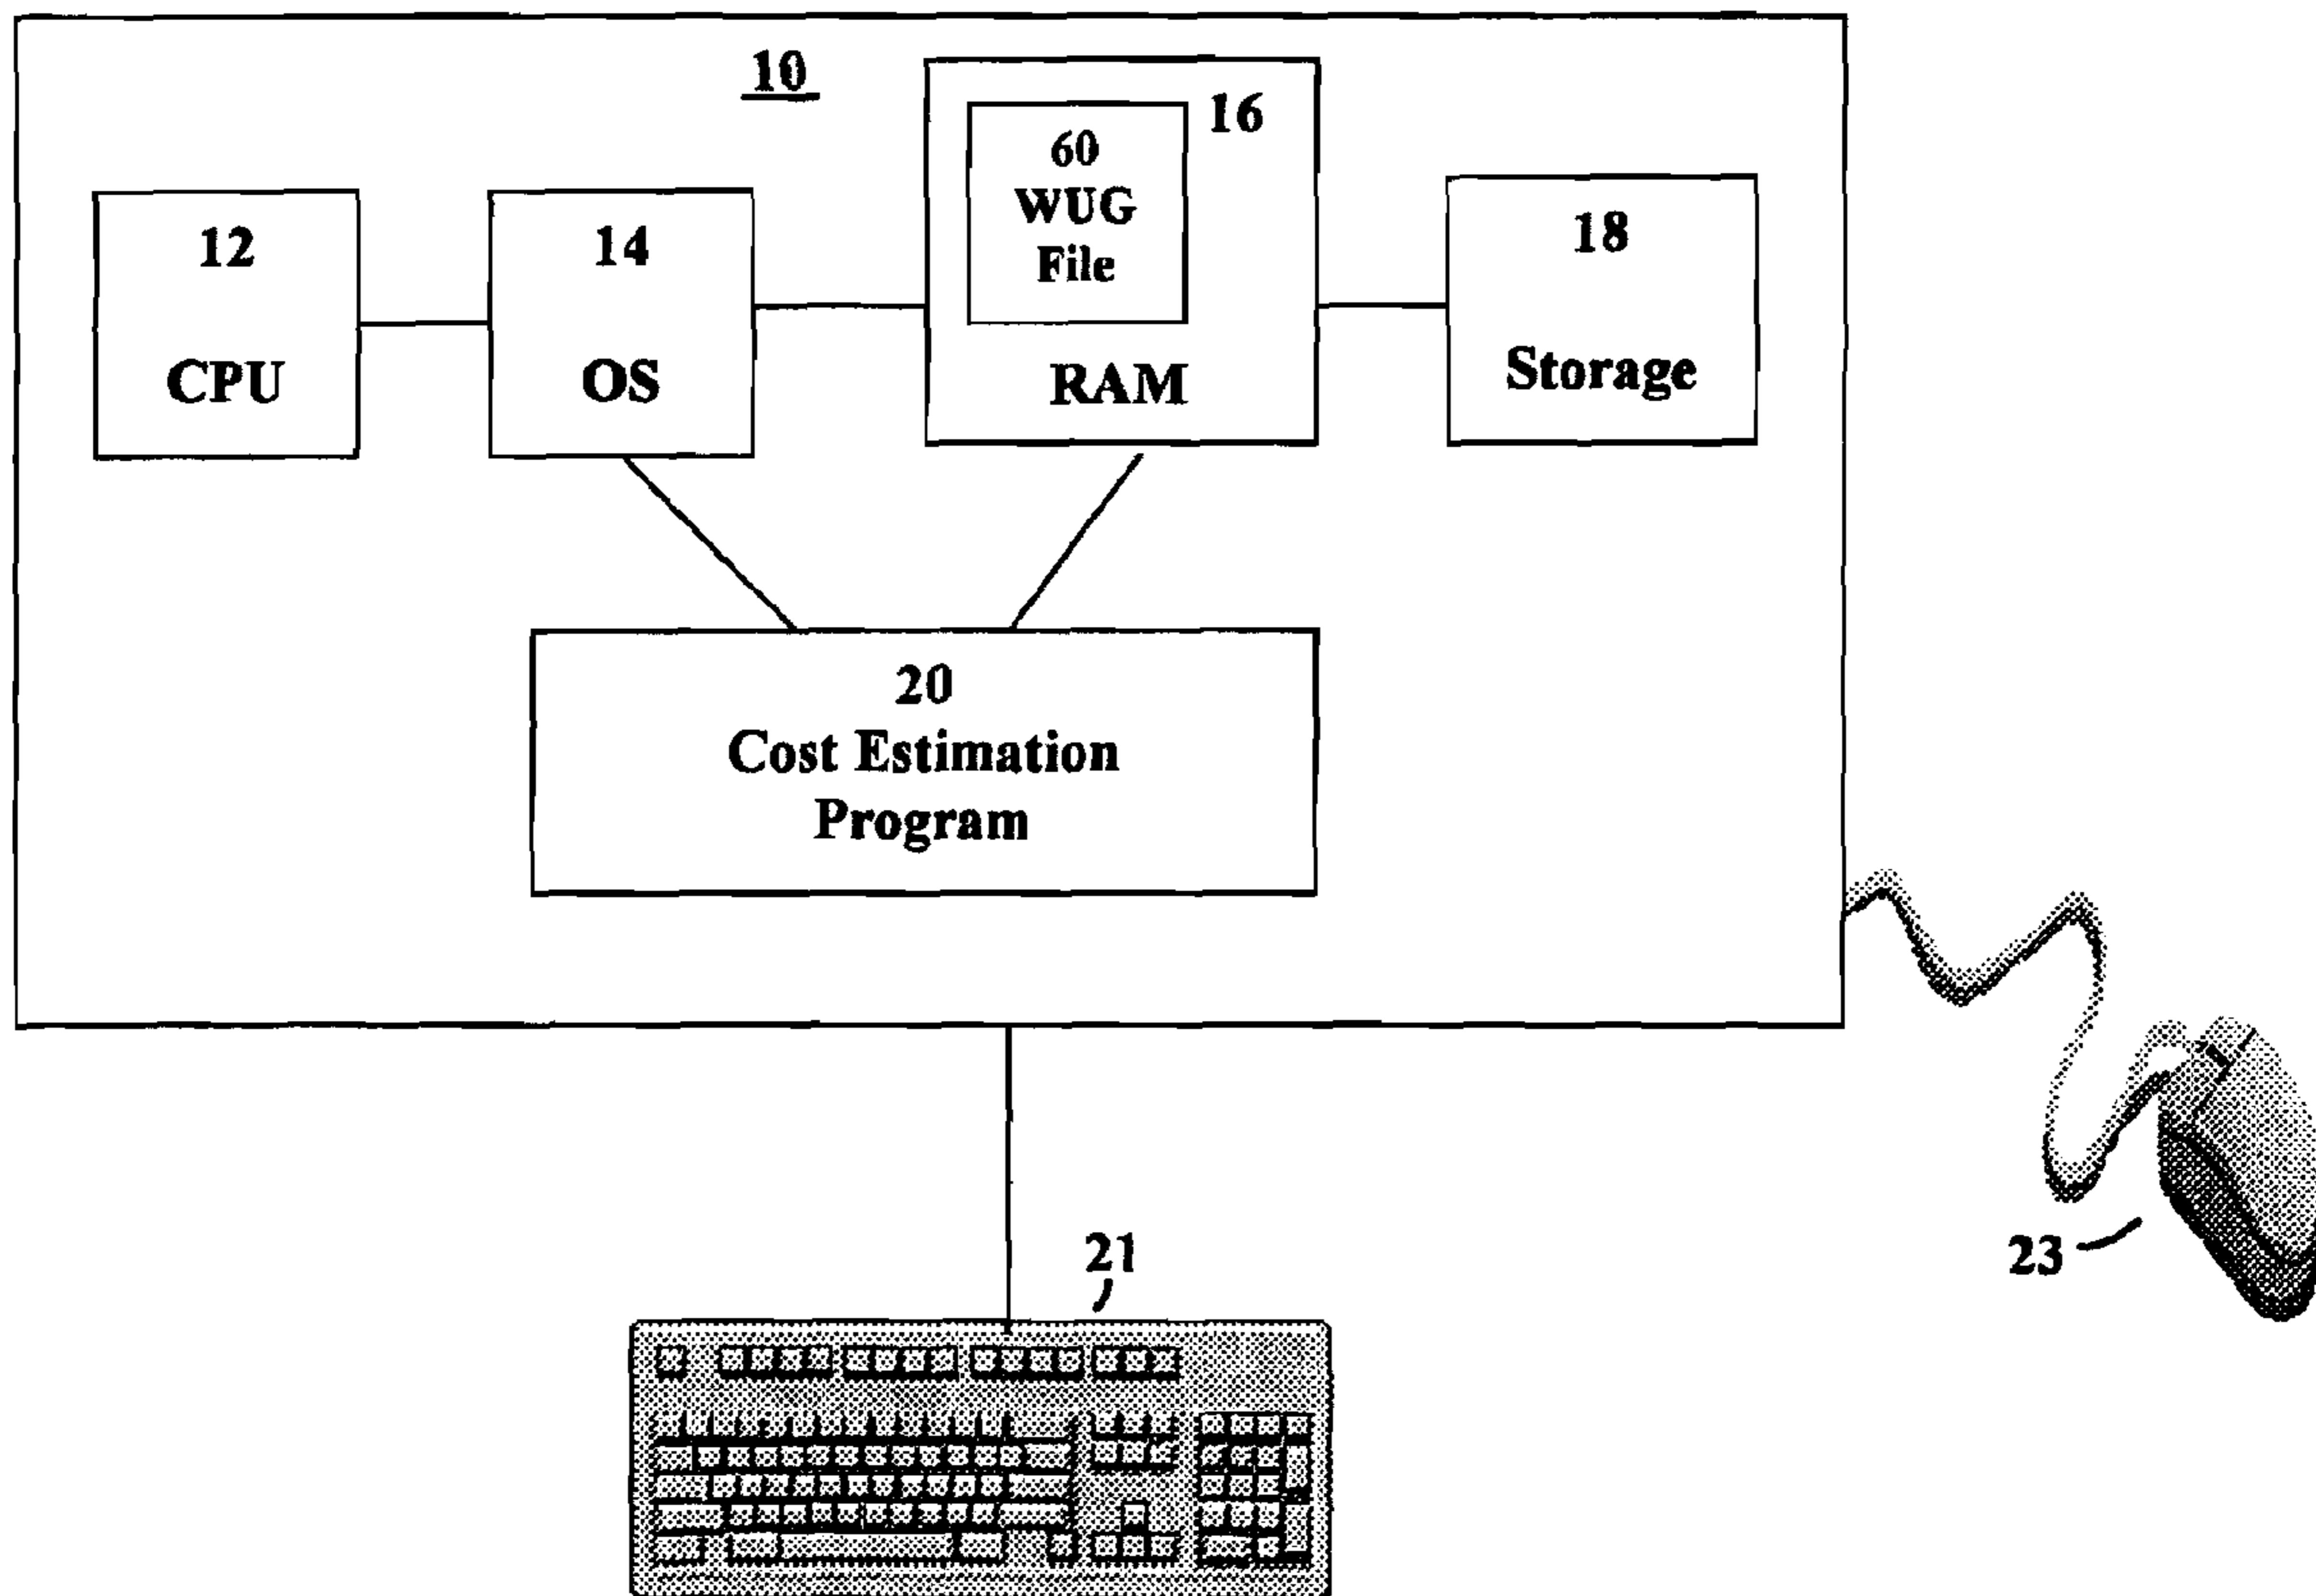 10
16
60
WUG
File
12
CPU
14
OS
RAM
18
Storage
20
Cost Estimation
Program
21
23